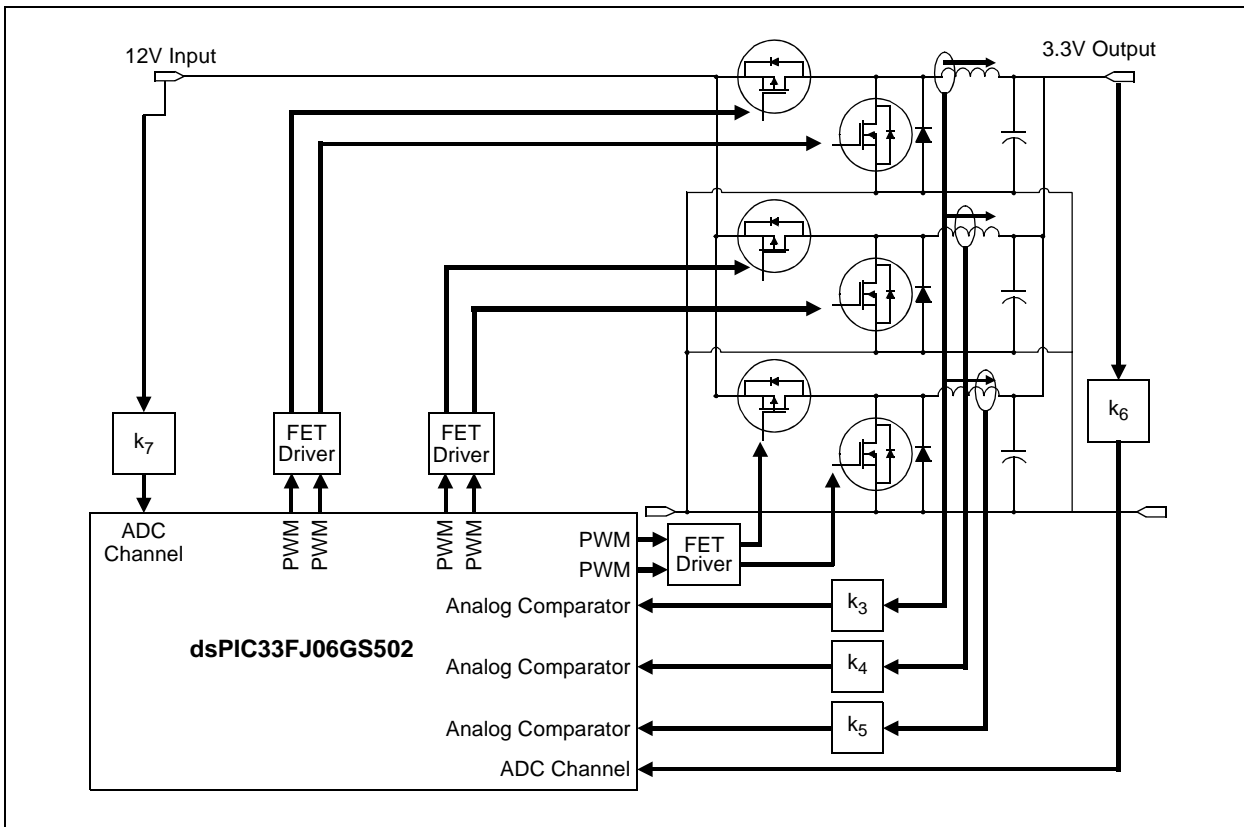 12V Input
3.3V Output
k7
FET
Driver
FET
Driver
k6
ADC
Channel
PWM
PWM
PWM
PWM
PWM
PWM
FET
Driver
Analog Comparator
k3
dsPIC33FJ06GS502
Analog Comparator
k4
Analog Comparator
k5
ADC Channel